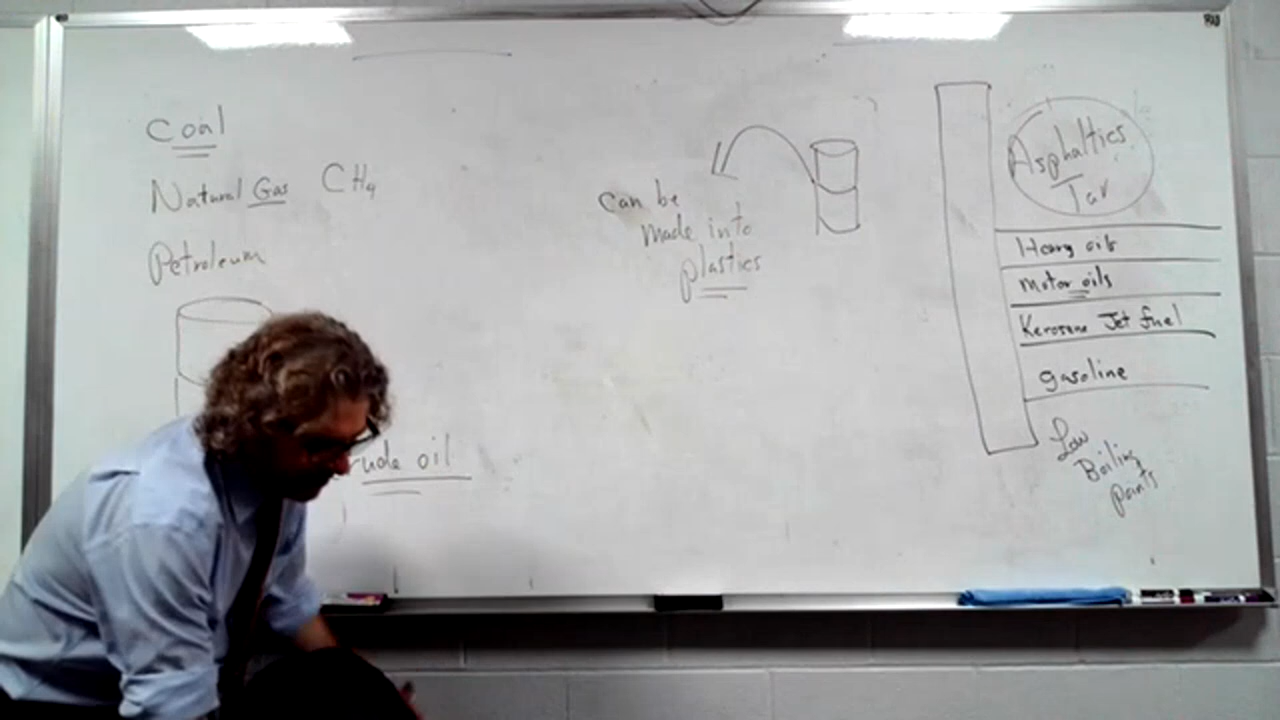 Coal
Natural Gas CH4
Petroleum
rude oil
can be
made into
plastics
Asphaltics
Tar
Heavy oils
Motor oils
Kerosene Jet fuel
gasoline
Low
Boiling
points